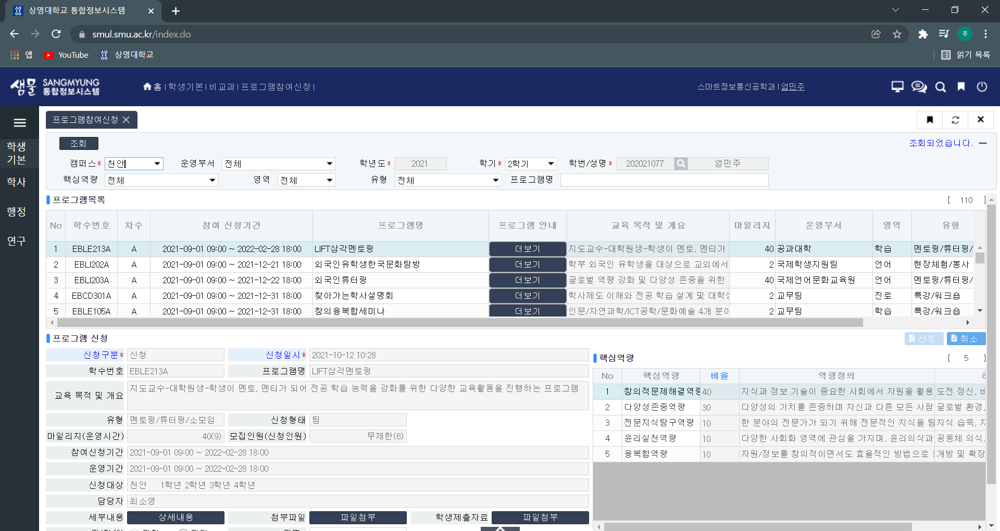 상명대학교 통합정보시스템
smul.smu.ac.kr/index.do
주
앱 YouTube 상명대학교 읽기 목록
샘물 SANGMYUNG 통합정보시스템
홈 | 학생기본 | 비교과 | 프로그램참여신청 |
스마트정보통신공학과 | 엄민주
학생기본
학사
행정
연구
프로그램참여신청
조회 조회되었습니다.
캠퍼스* 천안 운영부서 전체 학년도* 2021 학기* 2학기 학번/성명* 202021077 엄민주
핵심역량 전체 영역 전체 유형 전체 프로그램명
프로그램목록 [ 110 ]
No 학수번호 차수 참여 신청기간 프로그램명 프로그램 안내 교육 목적 및 개요 마일리지 운영부서 영역 유형
1 EBLE213A A 2021-09-01 09:00 ~ 2022-02-28 18:00 LIFT삼각멘토링 더보기 지도교수-대학원생-학생이 멘토, 멘티가 40 공과대학 학습 멘토링/튜터링/
2 EBLI202A A 2021-09-01 09:00 ~ 2021-12-21 18:00 외국인유학생한국문화탐방 더보기 학부 외국인 유학생을 대상으로 교외에서 2 국제학생지원팀 언어 현장체험/봉사
3 EBLI203A A 2021-09-01 09:00 ~ 2021-12-22 18:00 외국인튜터링 더보기 글로벌 역량 강화 및 다양성 존중을 위한 40 국제언어문화교육원 언어 멘토링/튜터링/
4 EBCD301A A 2021-09-01 09:00 ~ 2021-12-31 18:00 찾아가는학사설명회 더보기 학사제도 이해와 전공 학습 설계 및 대학생 2 교무팀 진로 특강/워크숍
5 EBLE105A A 2021-09-01 09:00 ~ 2021-12-31 18:00 창의융복합세미나 더보기 인문/자연과학/ICT공학/문화예술 4개 분야 2 교무팀 학습 특강/워크숍
프로그램 신청 신청 취소
신청구분* 신청 신청일시* 2021-10-12 10:28
학수번호 EBLE213A 프로그램명 LIFT삼각멘토링
교육 목적 및 개요 지도교수-대학원생-학생이 멘토, 멘티가 되어 전공 학습 능력을 강화를 위한 다양한 교육활동을 진행하는 프로그램
유형 멘토링/튜터링/소모임 신청형태 팀
마일리지(운영시간) 40(9) 모집인원(신청인원) 무제한(6)
참여신청기간 2021-09-01 09:00 ~ 2022-02-28 18:00
운영기간 2021-09-01 09:00 ~ 2022-02-28 18:00
신청대상 천안 1학년 2학년 3학년 4학년
담당자 최소영
세부내용 상세내용 첨부파일 파일첨부 학생제출자료 파일첨부
핵심역량 [ 5 ]
No 핵심역량 비율 역량정의
1 창의적문제해결역량 40 지식과 정보 기술이 중요한 사회에서 자원을 활용 도전 정신, 비
2 다양성존중역량 30 다양성의 가치를 존중하며 자신과 다른 모든 사람 글로벌 환경,
3 전문지식탐구역량 10 한 분야의 전문가가 되기 위해 전문적인 지식을 탐 지식 습득, 지
4 윤리실천역량 10 다양한 사회화 영역에 관심을 가지며, 윤리의식과 공동체 의식,
5 융복합역량 10 자원/정보를 창의적이면서도 효율적인 방법으로 개방 및 확장